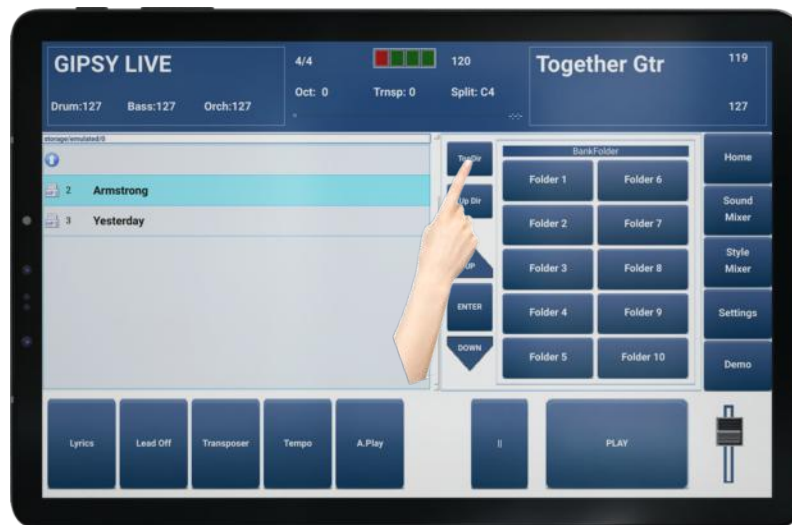 GIPSY LIVE
4/4
120
Together Gtr
119
Drum:127
Bass:127
Orch:127
Oct: 0
Trnsp: 0
Split: C4
127
storage/emulated/0
2 Armstrong
3 Yesterday
Up Dir
UP
ENTER
DOWN
BankFolder
Folder 1
Folder 6
Folder 2
Folder 7
Folder 3
Folder 8
Folder 4
Folder 9
Folder 5
Folder 10
Home
Sound
Mixer
Style
Mixer
Settings
Demo
Lyrics
Lead Off
Transposer
Tempo
A.Play
||
PLAY